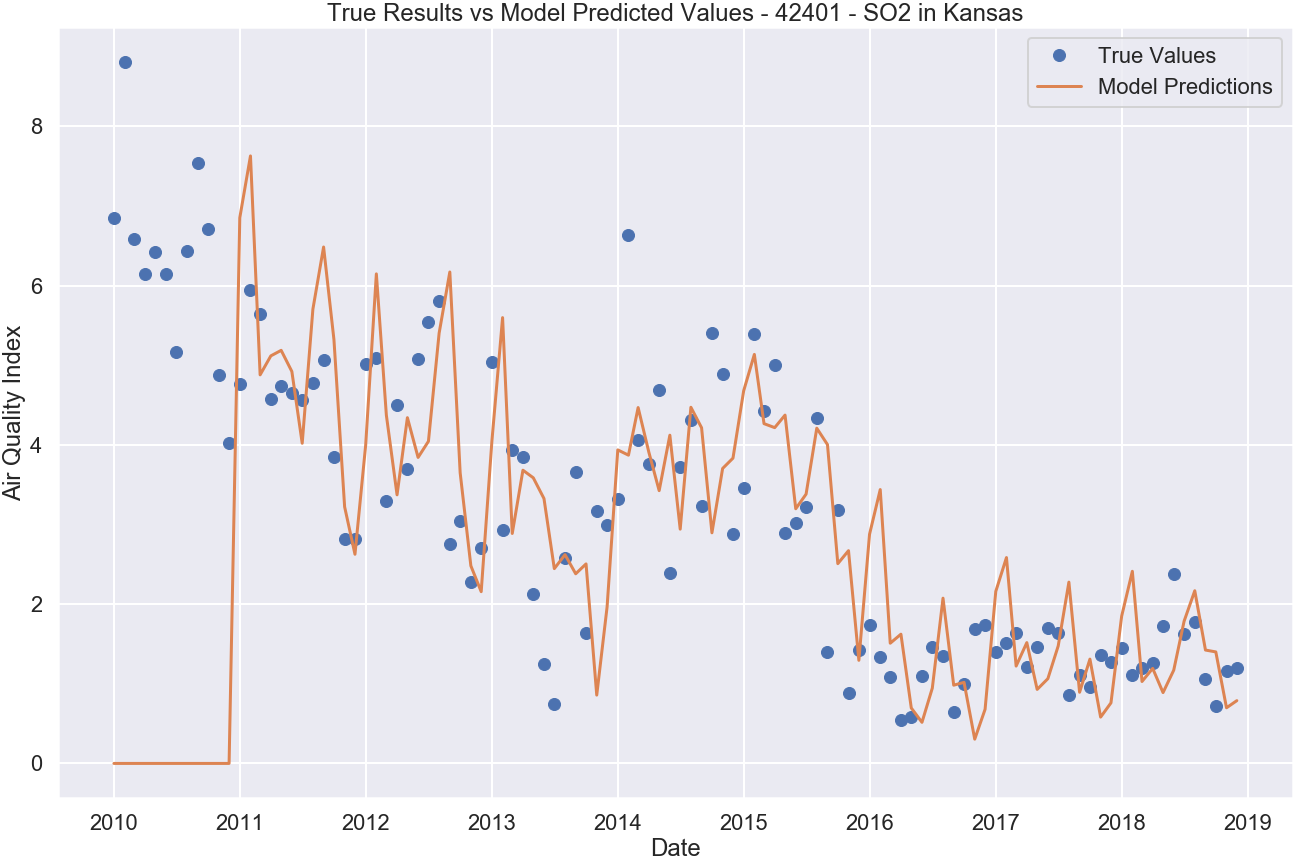 True Results vs Model Predicted Values - 42401 - SO2 in Kansas
True Values
Model Predictions
Air Quality Index
8
6
4
2
0
2010 2011 2012 2013 2014 2015 2016 2017 2018 2019
Date